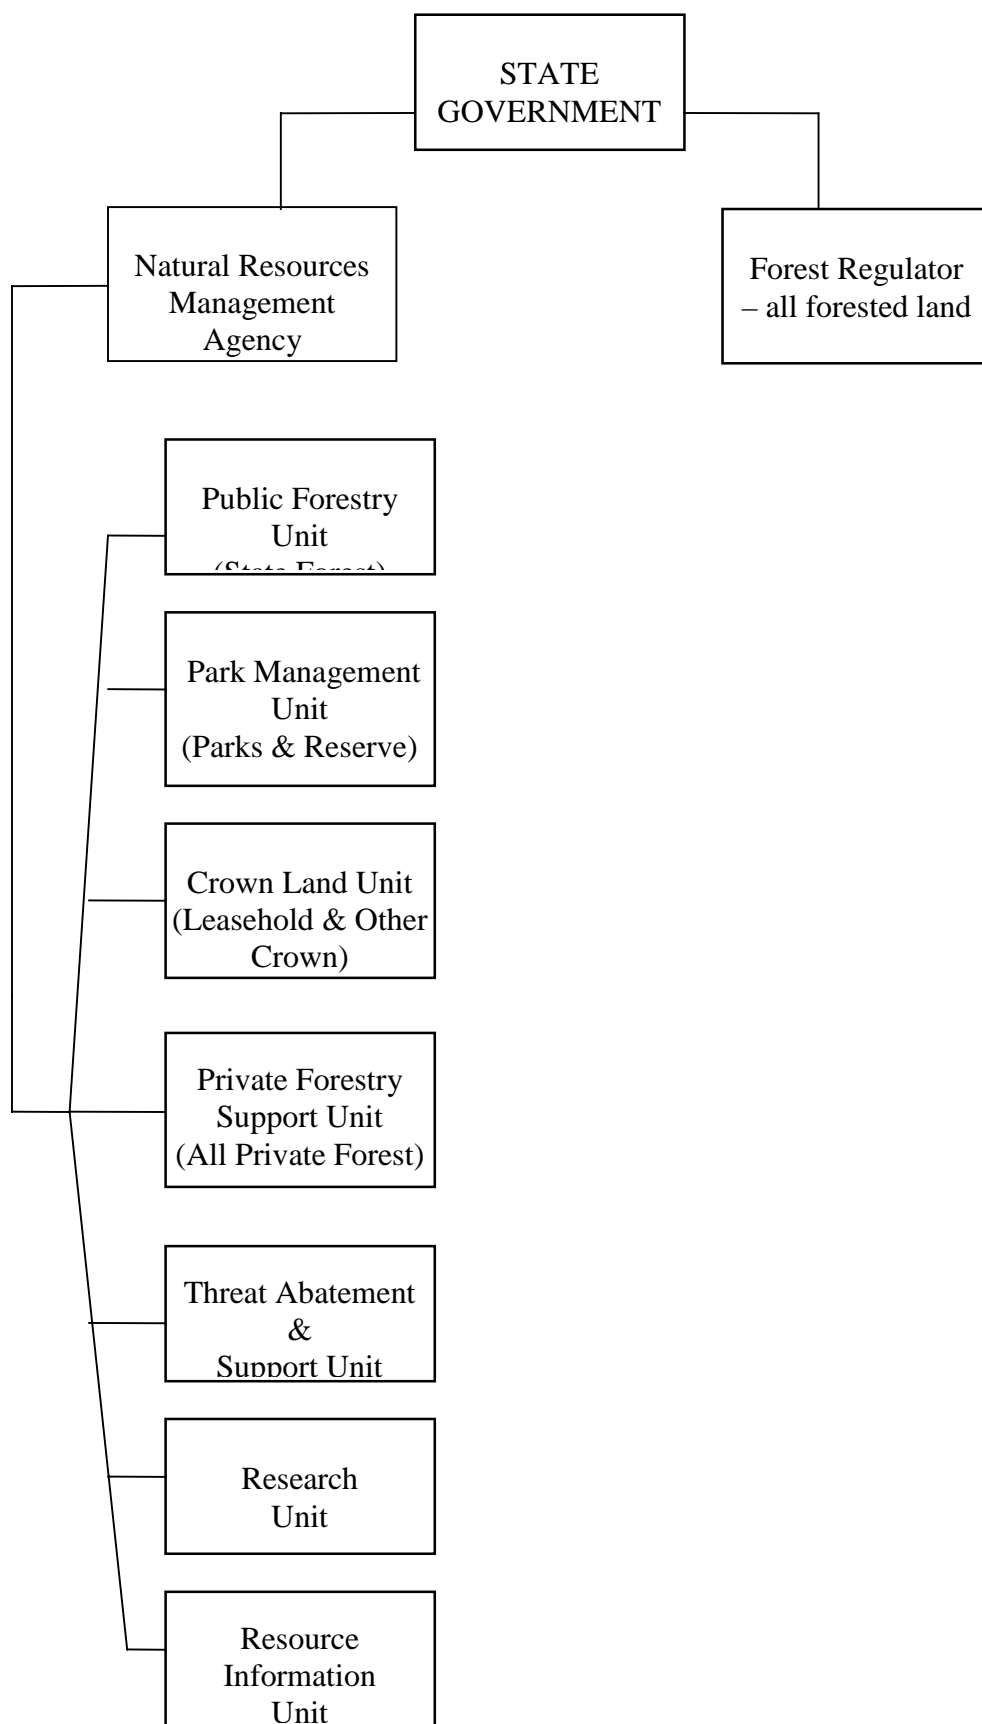 STATE
GOVERNMENT
Natural Resources
Management
Agency
Forest Regulator
– all forested land
Public Forestry
Unit
(State Forest)
Park Management
Unit
(Parks & Reserve)
Crown Land Unit
(Leasehold & Other
Crown)
Private Forestry
Support Unit
(All Private Forest)
Threat Abatement
&
Support Unit
Research
Unit
Resource
Information
Unit